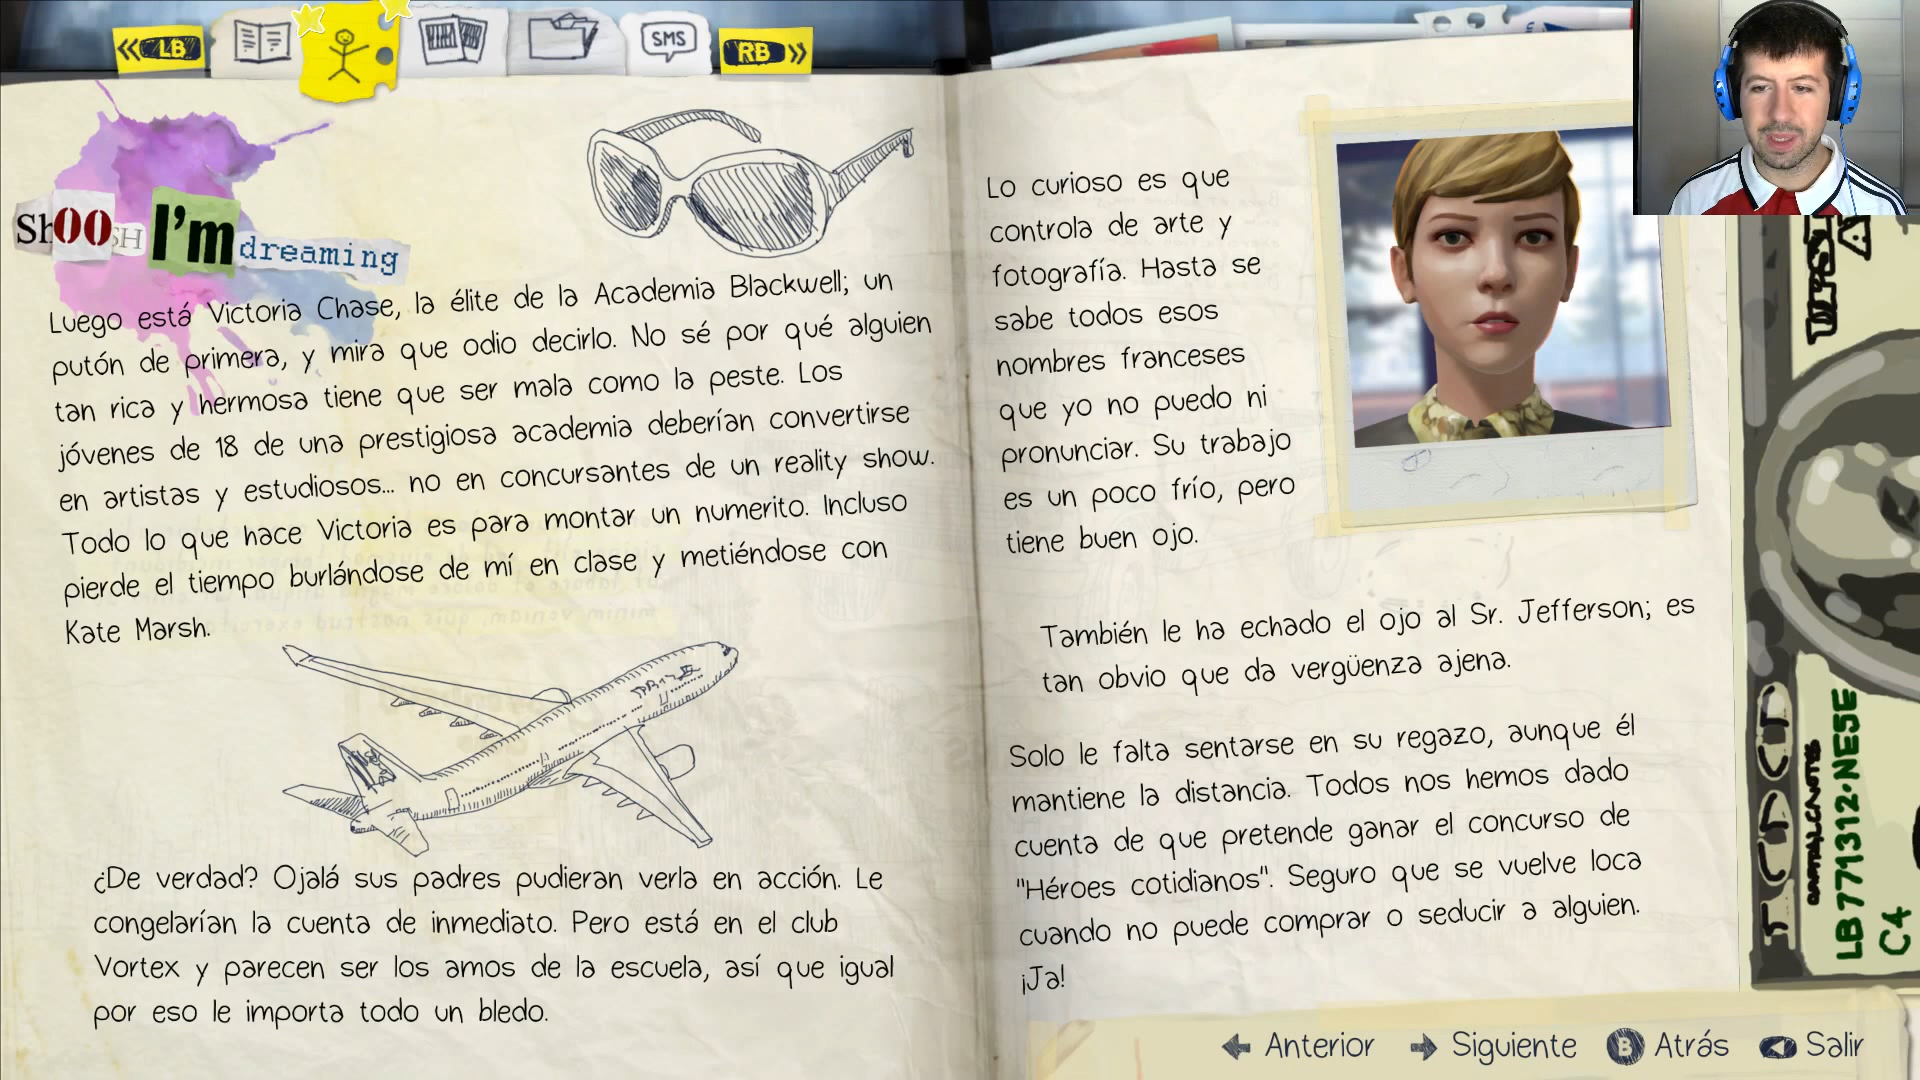 LB
SMS
RB
ShOOSH I'm dreaming
Luego está Victoria Chase, la élite de la Academia Blackwell; un
putón de primera, y mira que odio decirlo. No sé por qué alguien
tan rica y hermosa tiene que ser mala como la peste. Los
jóvenes de 18 de una prestigiosa academia deberían convertirse
en artistas y estudiosos... no en concursantes de un reality show.
Todo lo que hace Victoria es para montar un numerito. Incluso
pierde el tiempo burlándose de mí en clase y metiéndose con
Kate Marsh.
¿De verdad? Ojalá sus padres pudieran verla en acción. Le
congelarían la cuenta de inmediato. Pero está en el club
Vortex y parecen ser los amos de la escuela, así que igual
por eso le importa todo un bledo.
Lo curioso es que
controla de arte y
fotografía. Hasta se
sabe todos esos
nombres franceses
que yo no puedo ni
pronunciar. Su trabajo
es un poco frío, pero
tiene buen ojo.
También le ha echado el ojo al Sr. Jefferson; es
tan obvio que da vergüenza ajena.
Solo le falta sentarse en su regazo, aunque él
mantiene la distancia. Todos nos hemos dado
cuenta de que pretende ganar el concurso de
"Héroes cotidianos". Seguro que se vuelve loca
cuando no puede comprar o seducir a alguien.
¡Ja!
LB771312-NESE
C4
Anterior
Siguiente
B Atrás
Salir